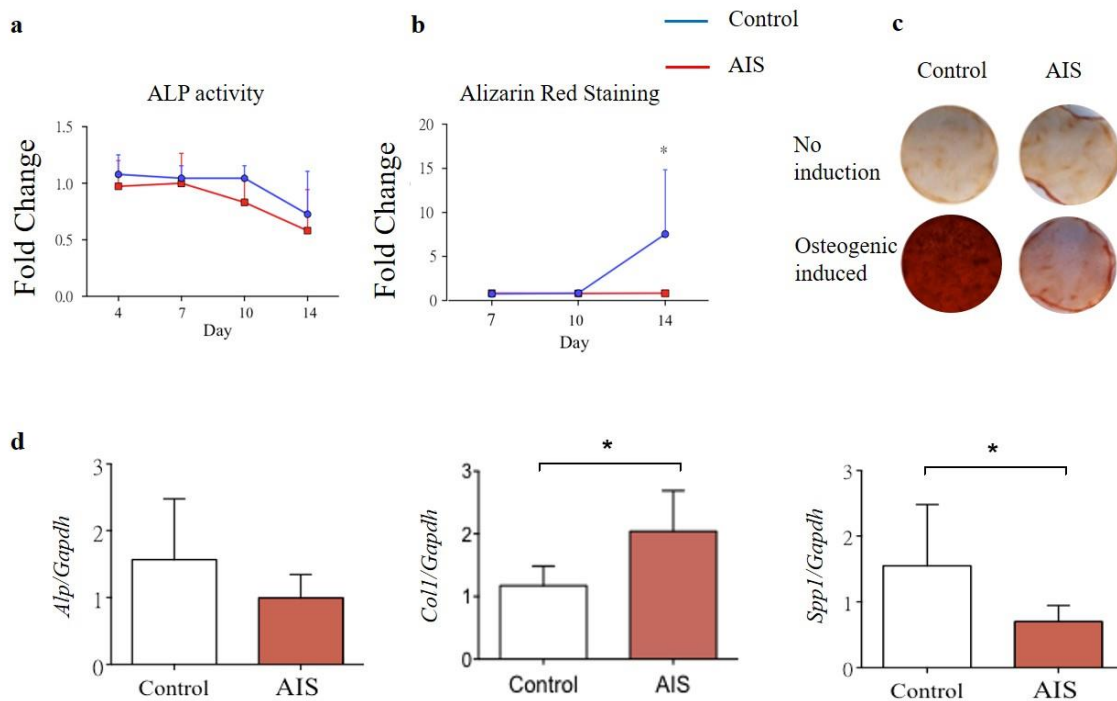 a
b
Control
AIS
c
Control
AIS
ALP activity
Alizarin Red Staining
Fold Change
1.5
1.0
0.5
0.0
4
7
10
14
Day
Fold Change
20
15
10
5
0
*
7
10
14
Day
No
induction
Osteogenic
induced
d
Alp/Gapdh
3
2
1
0
Control
AIS
Col1/Gapdh
3
2
1
0
*
Control
AIS
Spp1/Gapdh
3
2
1
0
*
Control
AIS